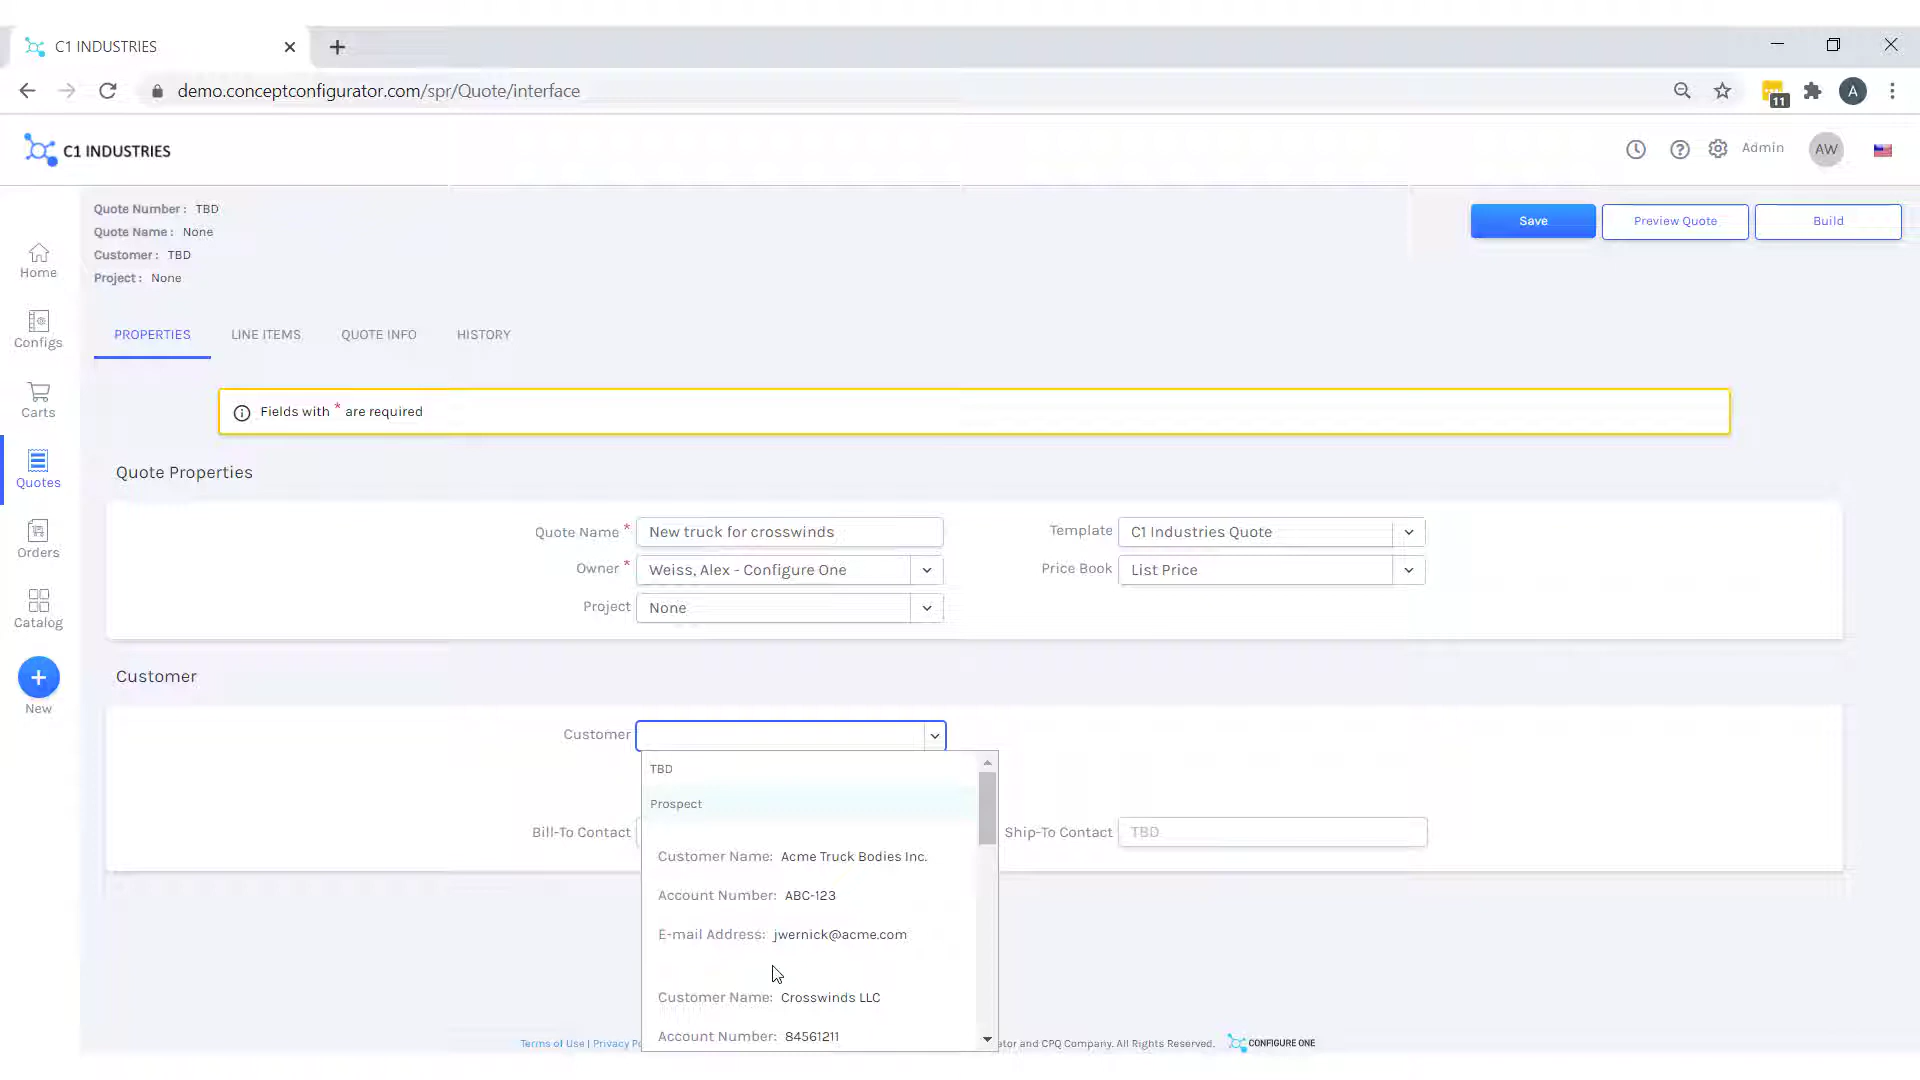 C1 INDUSTRIES
demo.conceptconfigurator.com/spr/Quote/interface
11
A
C1 INDUSTRIES
Admin
AW
Quote Number : TBD
Quote Name : None
Customer : TBD
Project : None
Save
Preview Quote
Build
Home
Configs
Carts
Quotes
Orders
Catalog
New
PROPERTIES
LINE ITEMS
QUOTE INFO
HISTORY
Fields with * are required
Quote Properties
Quote Name * New truck for crosswinds
Template C1 Industries Quote
Owner * Weiss, Alex - Configure One
Price Book List Price
Project None
Customer
Customer
TBD
Prospect
Bill-To Contact
Ship-To Contact TBD
Customer Name: Acme Truck Bodies Inc.
Account Number: ABC-123
E-mail Address: jwernick@acme.com
Customer Name: Crosswinds LLC
Account Number: 84561211
Terms of Use | Privacy
and CPQ Company. All Rights Reserved. CONFIGURE ONE